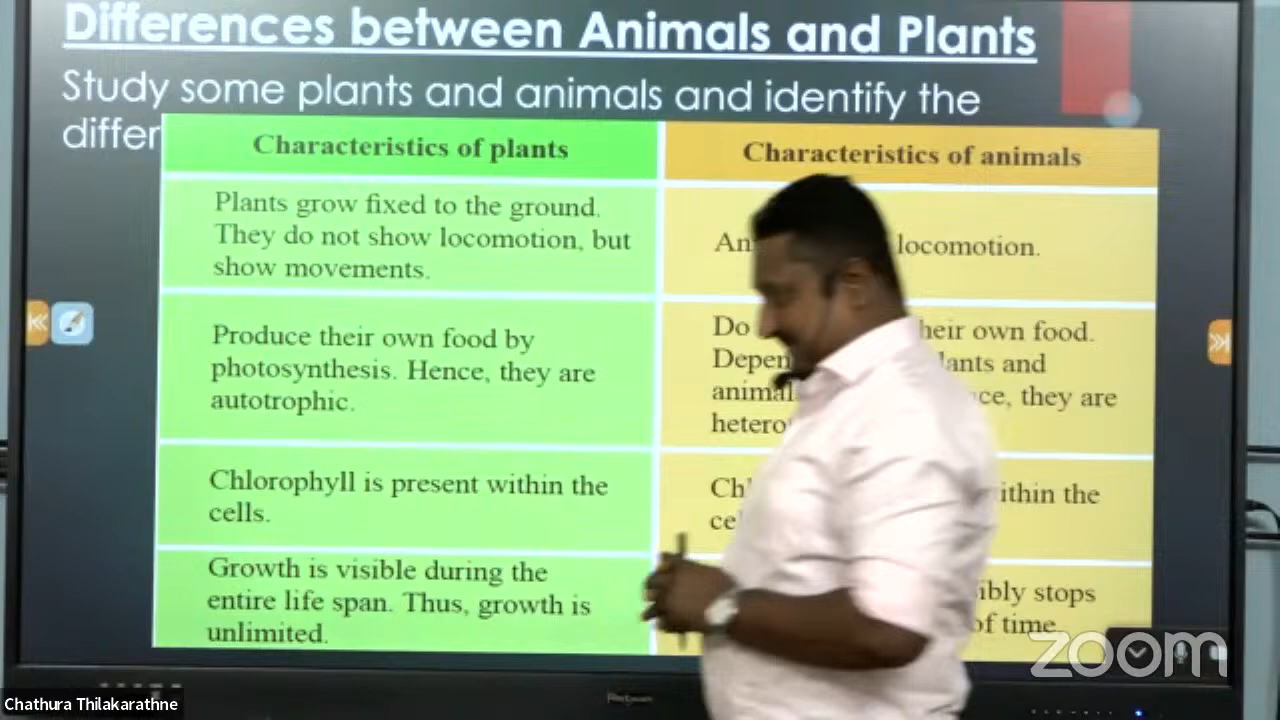 Differences between Animals and Plants
Study some plants and animals and identify the
differ
Characteristics of plants
Characteristics of animals
Plants grow fixed to the ground.
They do not show locomotion, but
show movements.
An locomotion.
Produce their own food by
photosynthesis. Hence, they are
autotrophic.
Do heir own food.
Depen lants and
animal ce, they are
hetero
Chlorophyll is present within the
cells.
Ch ithin the
ce
Growth is visible during the
entire life span. Thus, growth is
unlimited.
ibly stops
of time.
zoom
Chathura Thilakarathne